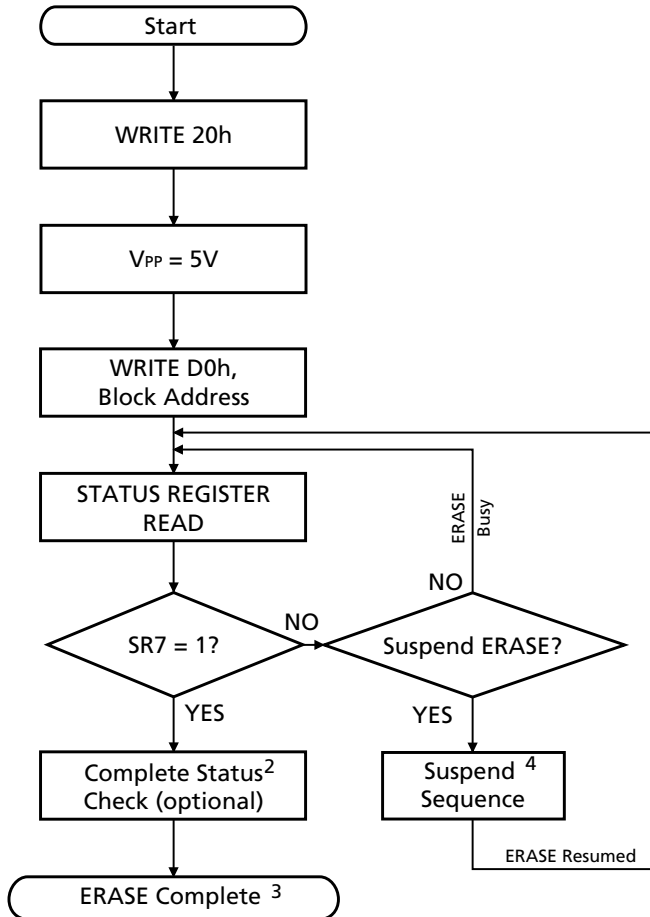 Start
WRITE 20h
VPP = 5V
WRITE D0h,
Block Address
STATUS REGISTER
READ
ERASE
Busy
NO
SR7 = 1?
NO
Suspend ERASE?
YES
YES
Complete Status2
Check (optional)
Suspend 4
Sequence
ERASE Resumed
ERASE Complete 3